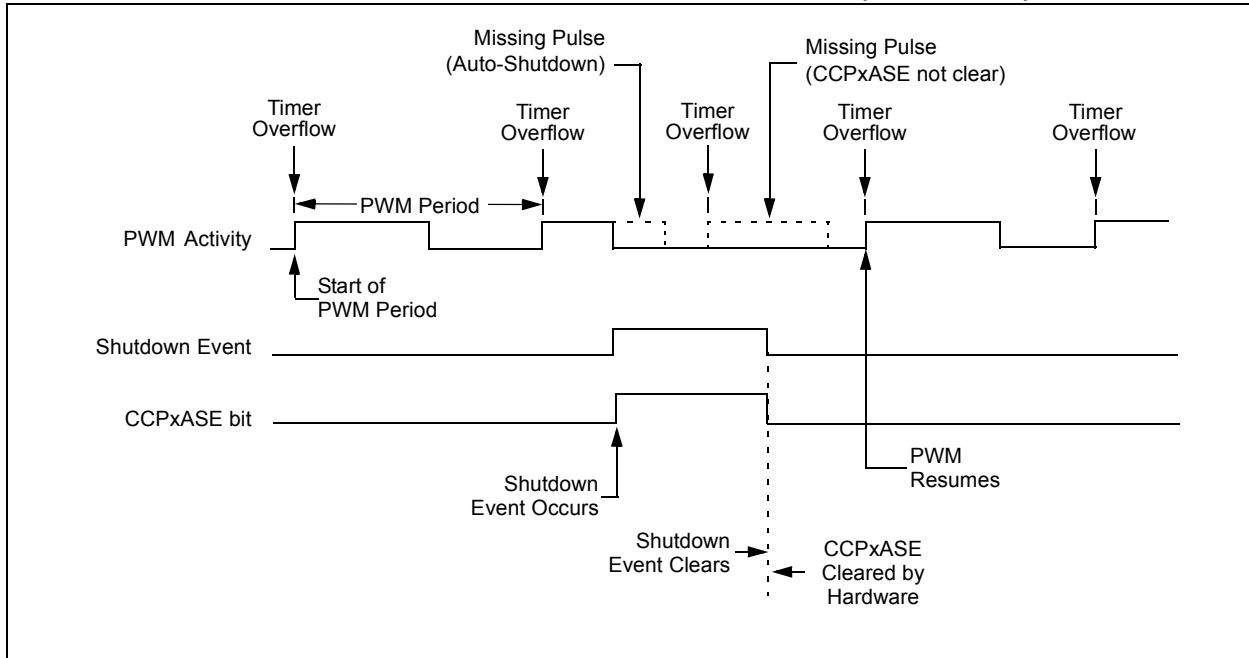 Missing Pulse
(Auto-Shutdown)
Missing Pulse
(CCPxASE not clear)
Timer
Overflow
Timer
Overflow
Timer
Overflow
Timer
Overflow
Timer
Overflow
PWM Period
PWM Activity
Start of
PWM Period
Shutdown Event
CCPxASE bit
Shutdown
Event Occurs
PWM
Resumes
Shutdown
Event Clears
CCPxASE
Cleared by
Hardware